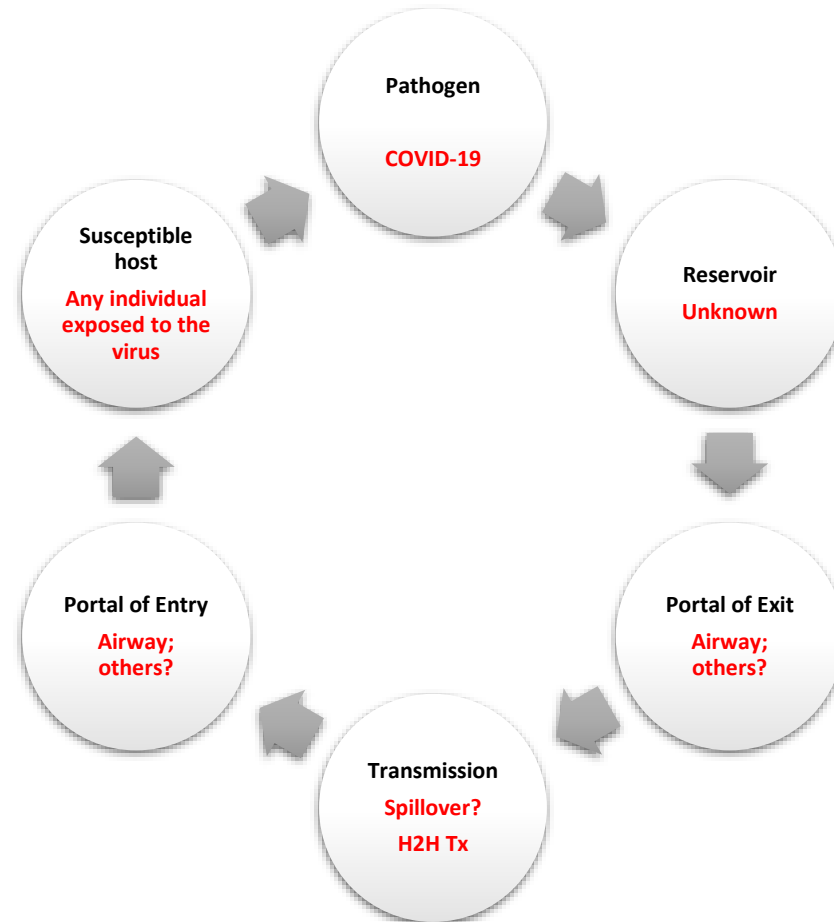 Pathogen
COVID-19
Reservoir
Unknown
Portal of Exit
Airway;
others?
Transmission
Spillover?
H2H Tx
Portal of Entry
Airway;
others?
Susceptible
host
Any individual
exposed to the
virus